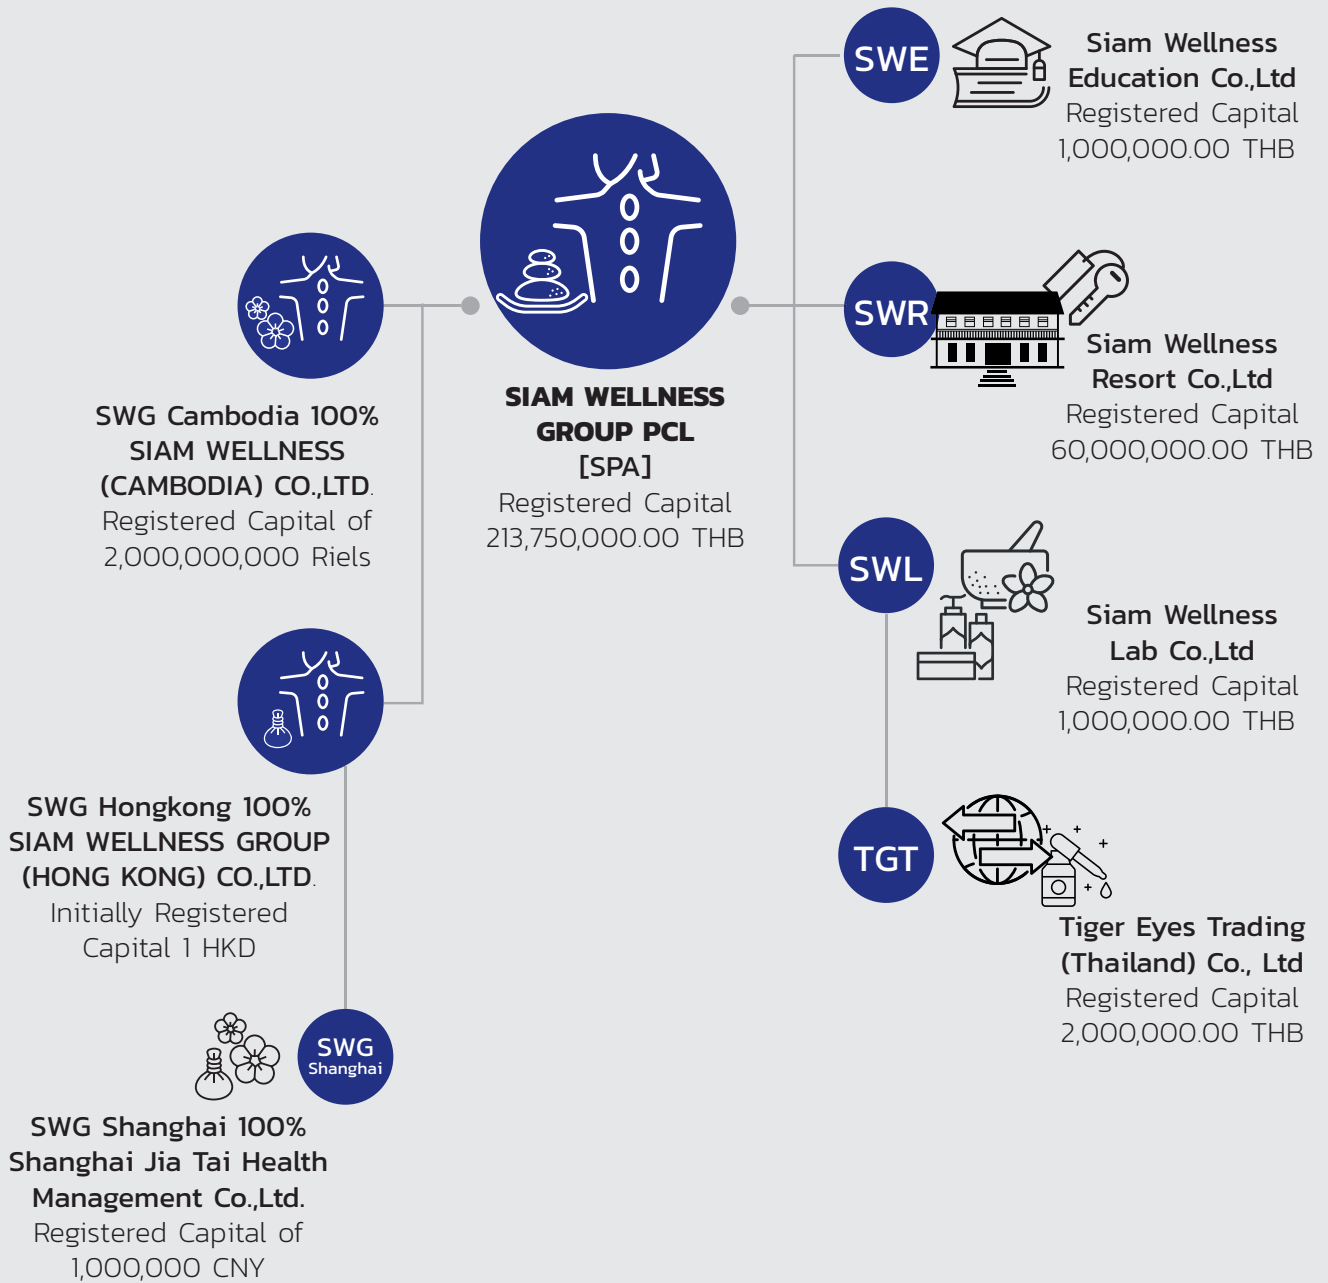 SWE
Siam Wellness
Education Co.,Ltd
Registered Capital
1,000,000.00 THB
SWR
Siam Wellness
Resort Co.,Ltd
Registered Capital
60,000,000.00 THB
SIAM WELLNESS
GROUP PCL
[SPA]
Registered Capital
213,750,000.00 THB
SWG Cambodia 100%
SIAM WELLNESS
(CAMBODIA) CO.,LTD.
Registered Capital of
2,000,000,000 Riels
SWL
Siam Wellness
Lab Co.,Ltd
Registered Capital
1,000,000.00 THB
SWG Hongkong 100%
SIAM WELLNESS GROUP
(HONG KONG) CO.,LTD.
Initially Registered
Capital 1 HKD
TGT
Tiger Eyes Trading
(Thailand) Co., Ltd
Registered Capital
2,000,000.00 THB
SWG
Shanghai
SWG Shanghai 100%
Shanghai Jia Tai Health
Management Co.,Ltd.
Registered Capital of
1,000,000 CNY